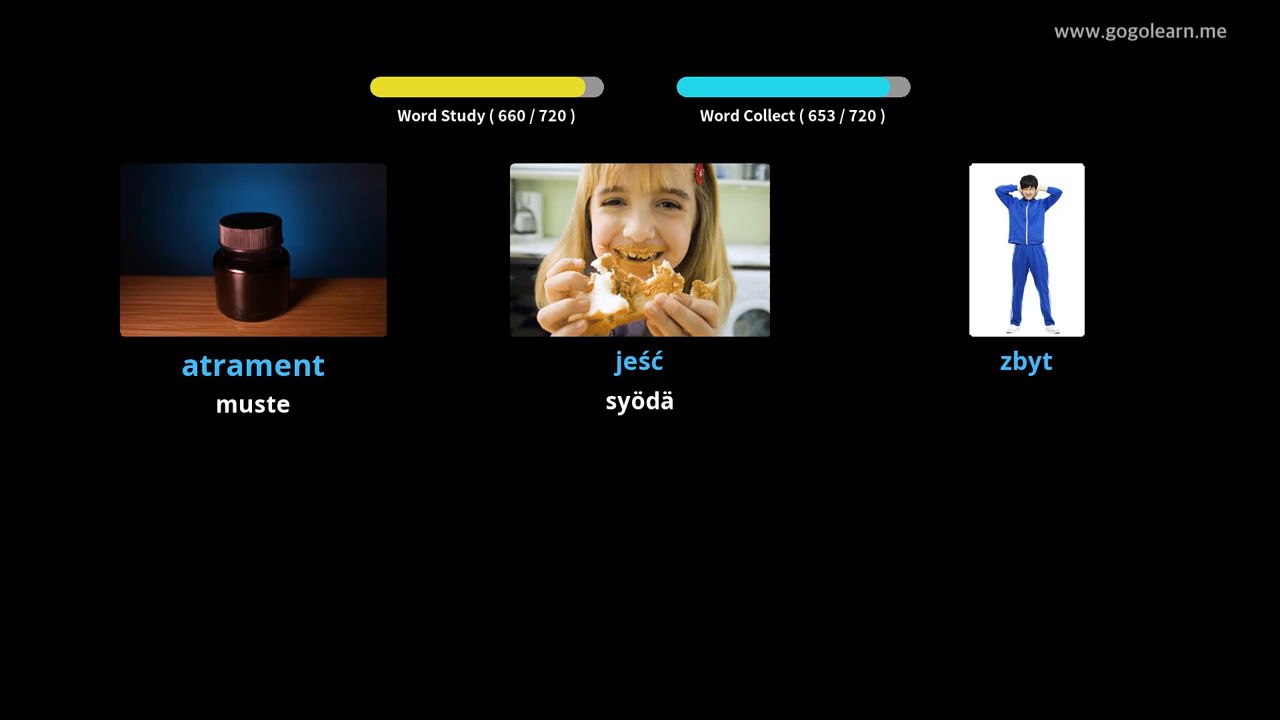 www.gogolearn.me
Word Study ( 660 / 720 )
Word Collect ( 653 / 720 )
atrament
muste
jeść
syödä
zbyt